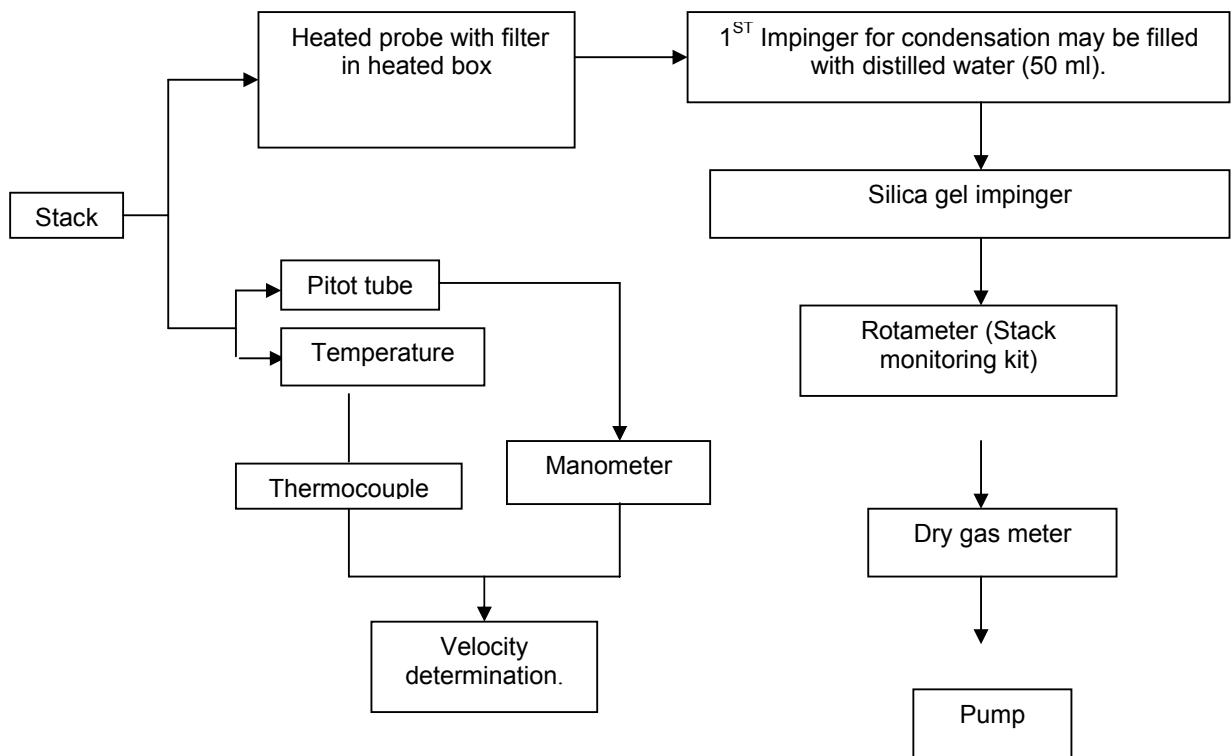 Heated probe with filter
in heated box
1ST Impinger for condensation may be filled
with distilled water (50 ml).
Silica gel impinger
Stack
Pitot tube
Temperature
Rotameter (Stack
monitoring kit)
Thermocouple
Manometer
Dry gas meter
Velocity
determination.
Pump